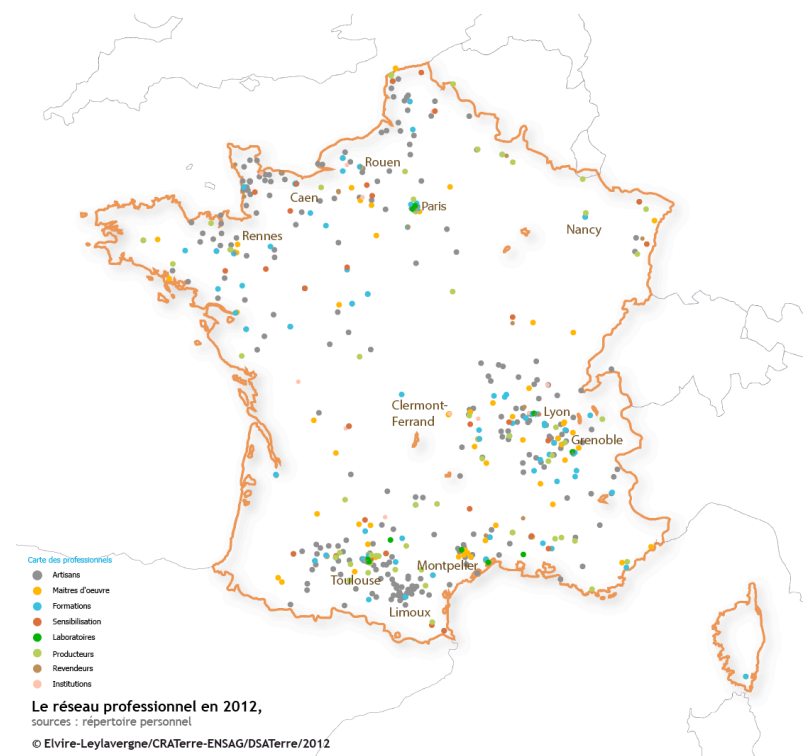 Rouen
Caen
Paris
Rennes
Nancy
Clermont-
Ferrand
Lyon
Grenoble
Carte des professionnels
Artisans
Maitres d'oeuvre
Formations
Sensibilisation
Laboratoires
Producteurs
Revendeurs
Institutions
Montpellier
Toulouse
Limoux
Le réseau professionnel en 2012,
sources : répertoire personnel
© Elvire-Leylavergne/CRATerre-ENSAG/DSATerre/2012